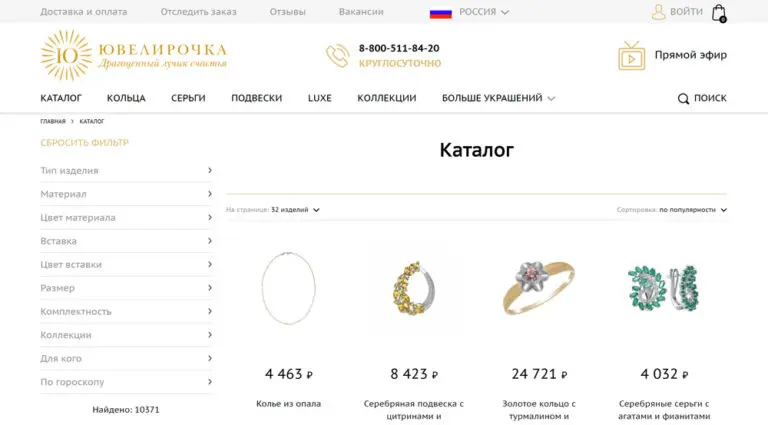 Доставка и оплата Отследить заказ Отзывы Вакансии РОССИЯ ВОЙТИ 0
Ю ЮВЕЛИРОЧКА
Драгоценный лучик счастья
8-800-511-84-20
КРУГЛОСУТОЧНО
Прямой эфир
КАТАЛОГ КОЛЬЦА СЕРЬГИ ПОДВЕСКИ LUXE КОЛЛЕКЦИИ БОЛЬШЕ УКРАШЕНИЙ ПОИСК
ГЛАВНАЯ > КАТАЛОГ
СБРОСИТЬ ФИЛЬТР
Тип изделия
Материал
Цвет материала
Вставка
Цвет вставки
Размер
Комплектность
Коллекции
Для кого
По гороскопу
Найдено: 10371
Каталог
На странице: 32 изделий Сортировка: по популярности
4 463 ₽ 8 423 ₽ 24 721 ₽ 4 032 ₽
Колье из опала Серебряная подвеска с Золотое кольцо с Серебряные серьги с
цитринами и турмалином и агатами и фианитами